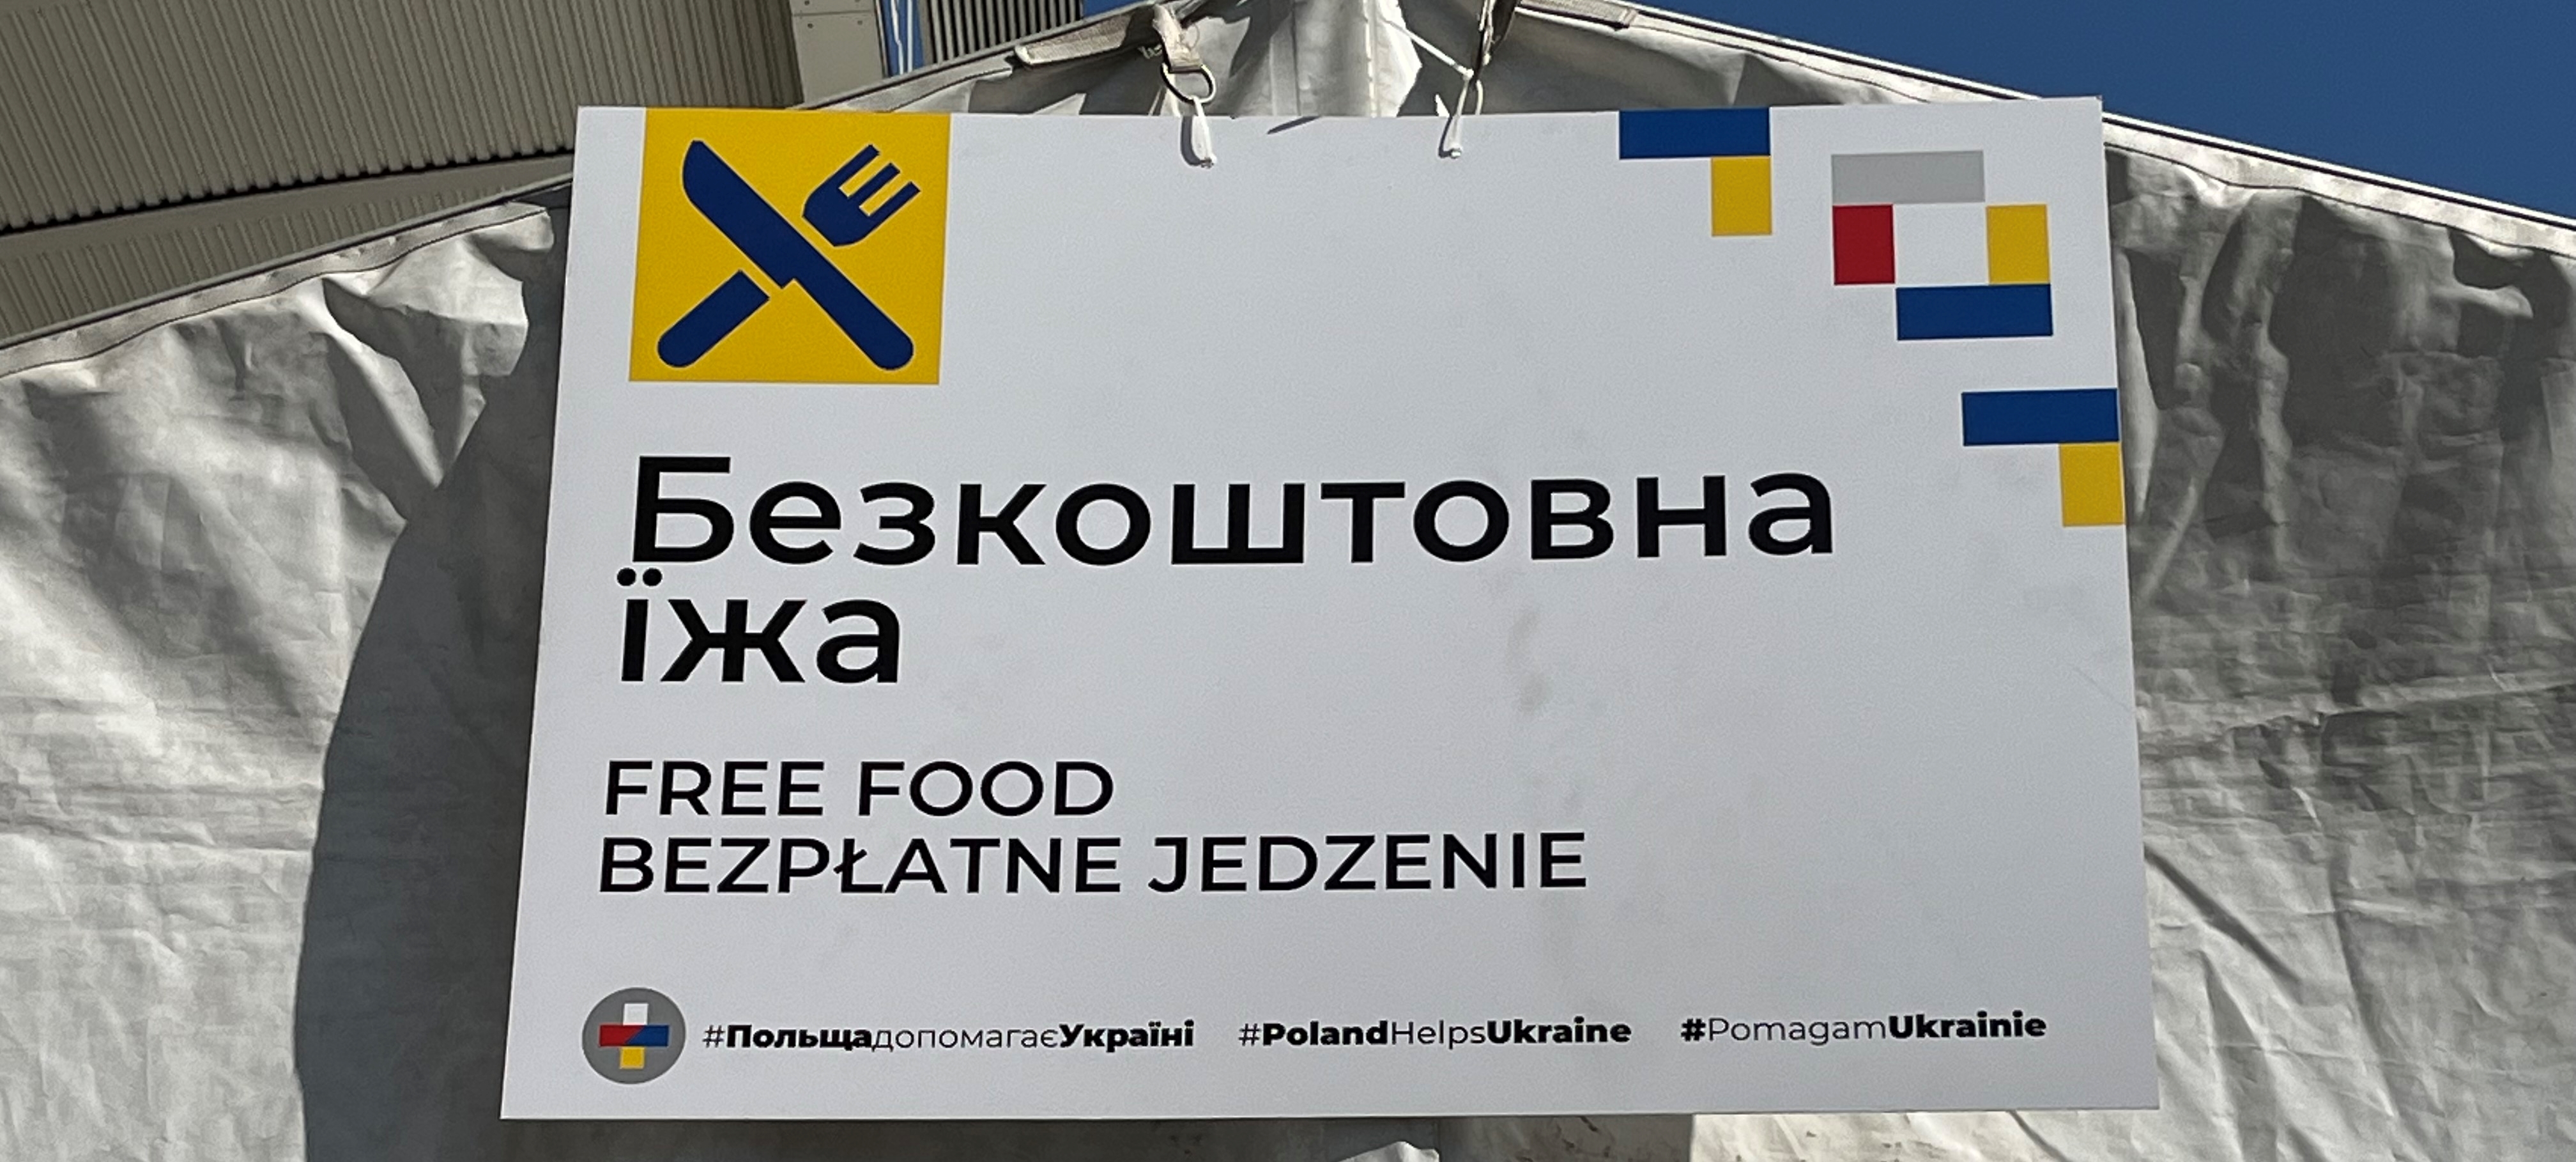 Безкоштовна
їжа
FREE FOOD
BEZPŁATNE JEDZENIE
#ПольщадопомагаєУкраїні #PolandHelpsUkraine #PomagamUkrainie